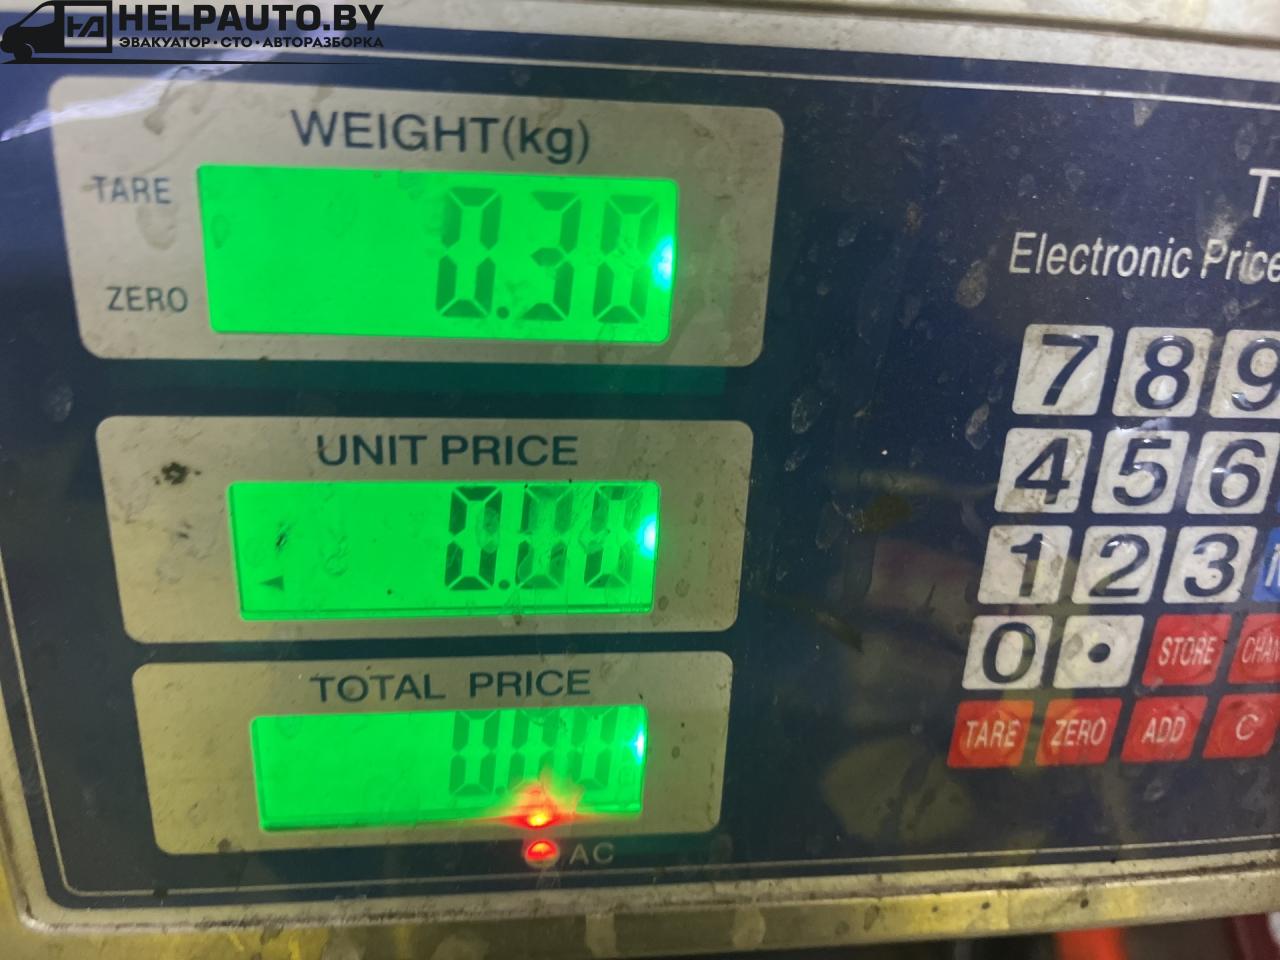 HA HELPAUTO.BY
ЭВАКУАТОР·СТО·АВТОРАЗБОРКА
WEIGHT(kg)
TARE
0.30
ZERO
UNIT PRICE
0.00
TOTAL PRICE
0.00
AC
Electronic Price
7 8 9
4 5 6
1 2 3
0 • STORE
TARE ZERO ADD C